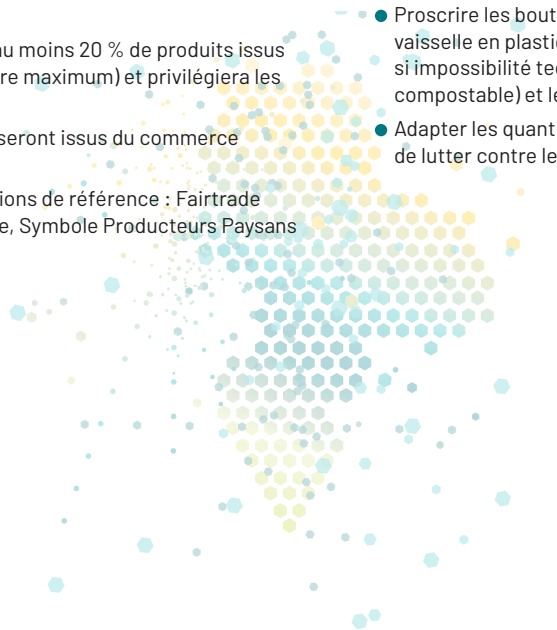 au moins 20 % de produits issus
re maximum) et privilégiera les
seront issus du commerce
ions de référence : Fairtrade
e, Symbole Producteurs Paysans
Proscrire les bout
vaisselle en plasti
si impossibilité te
compostable) et le
Adapter les quant
de lutter contre le